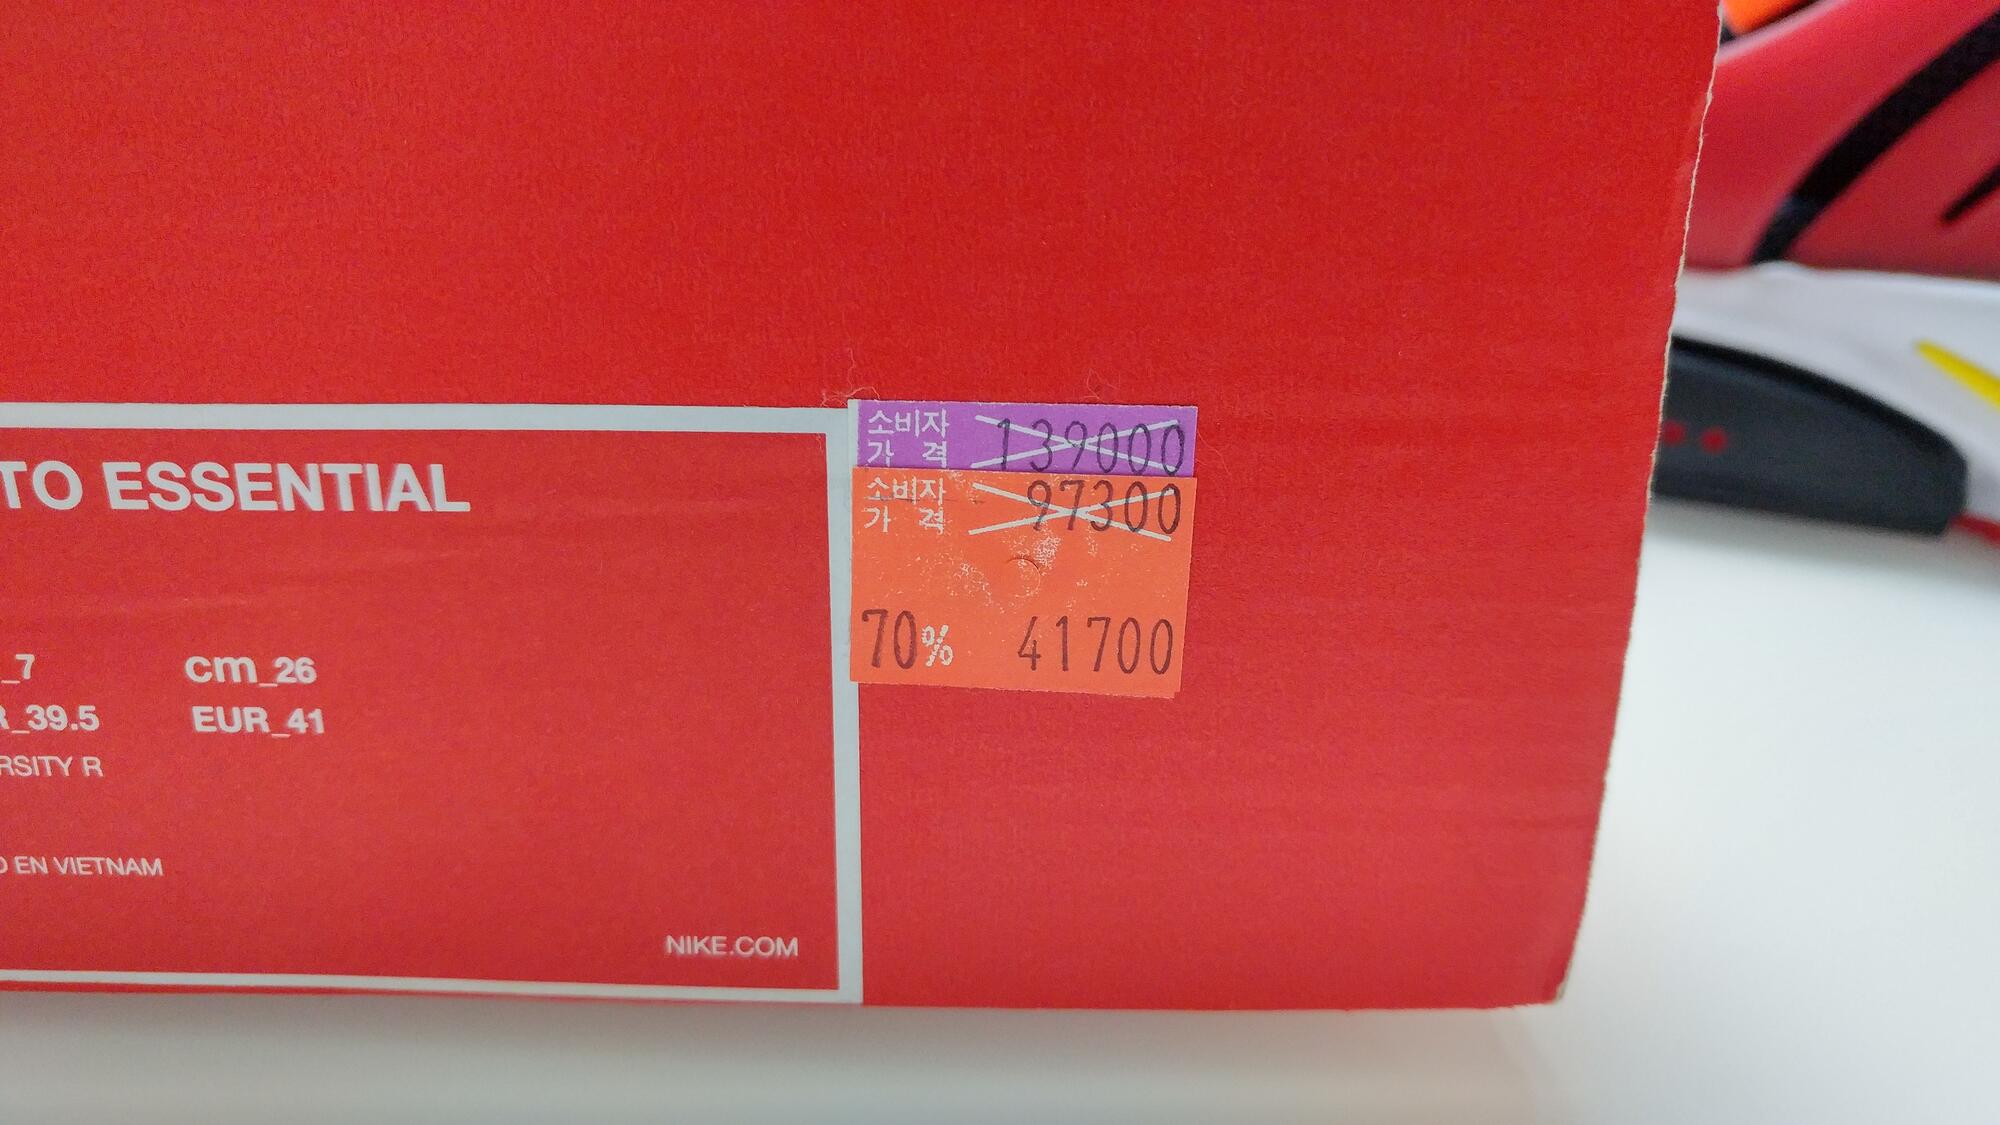 TO ESSENTIAL
_7 cm_26
R_39.5 EUR_41
RSITY R
EN VIETNAM
NIKE.COM
소비자
가 격 139000
소비자
가 격 97300
70% 41700